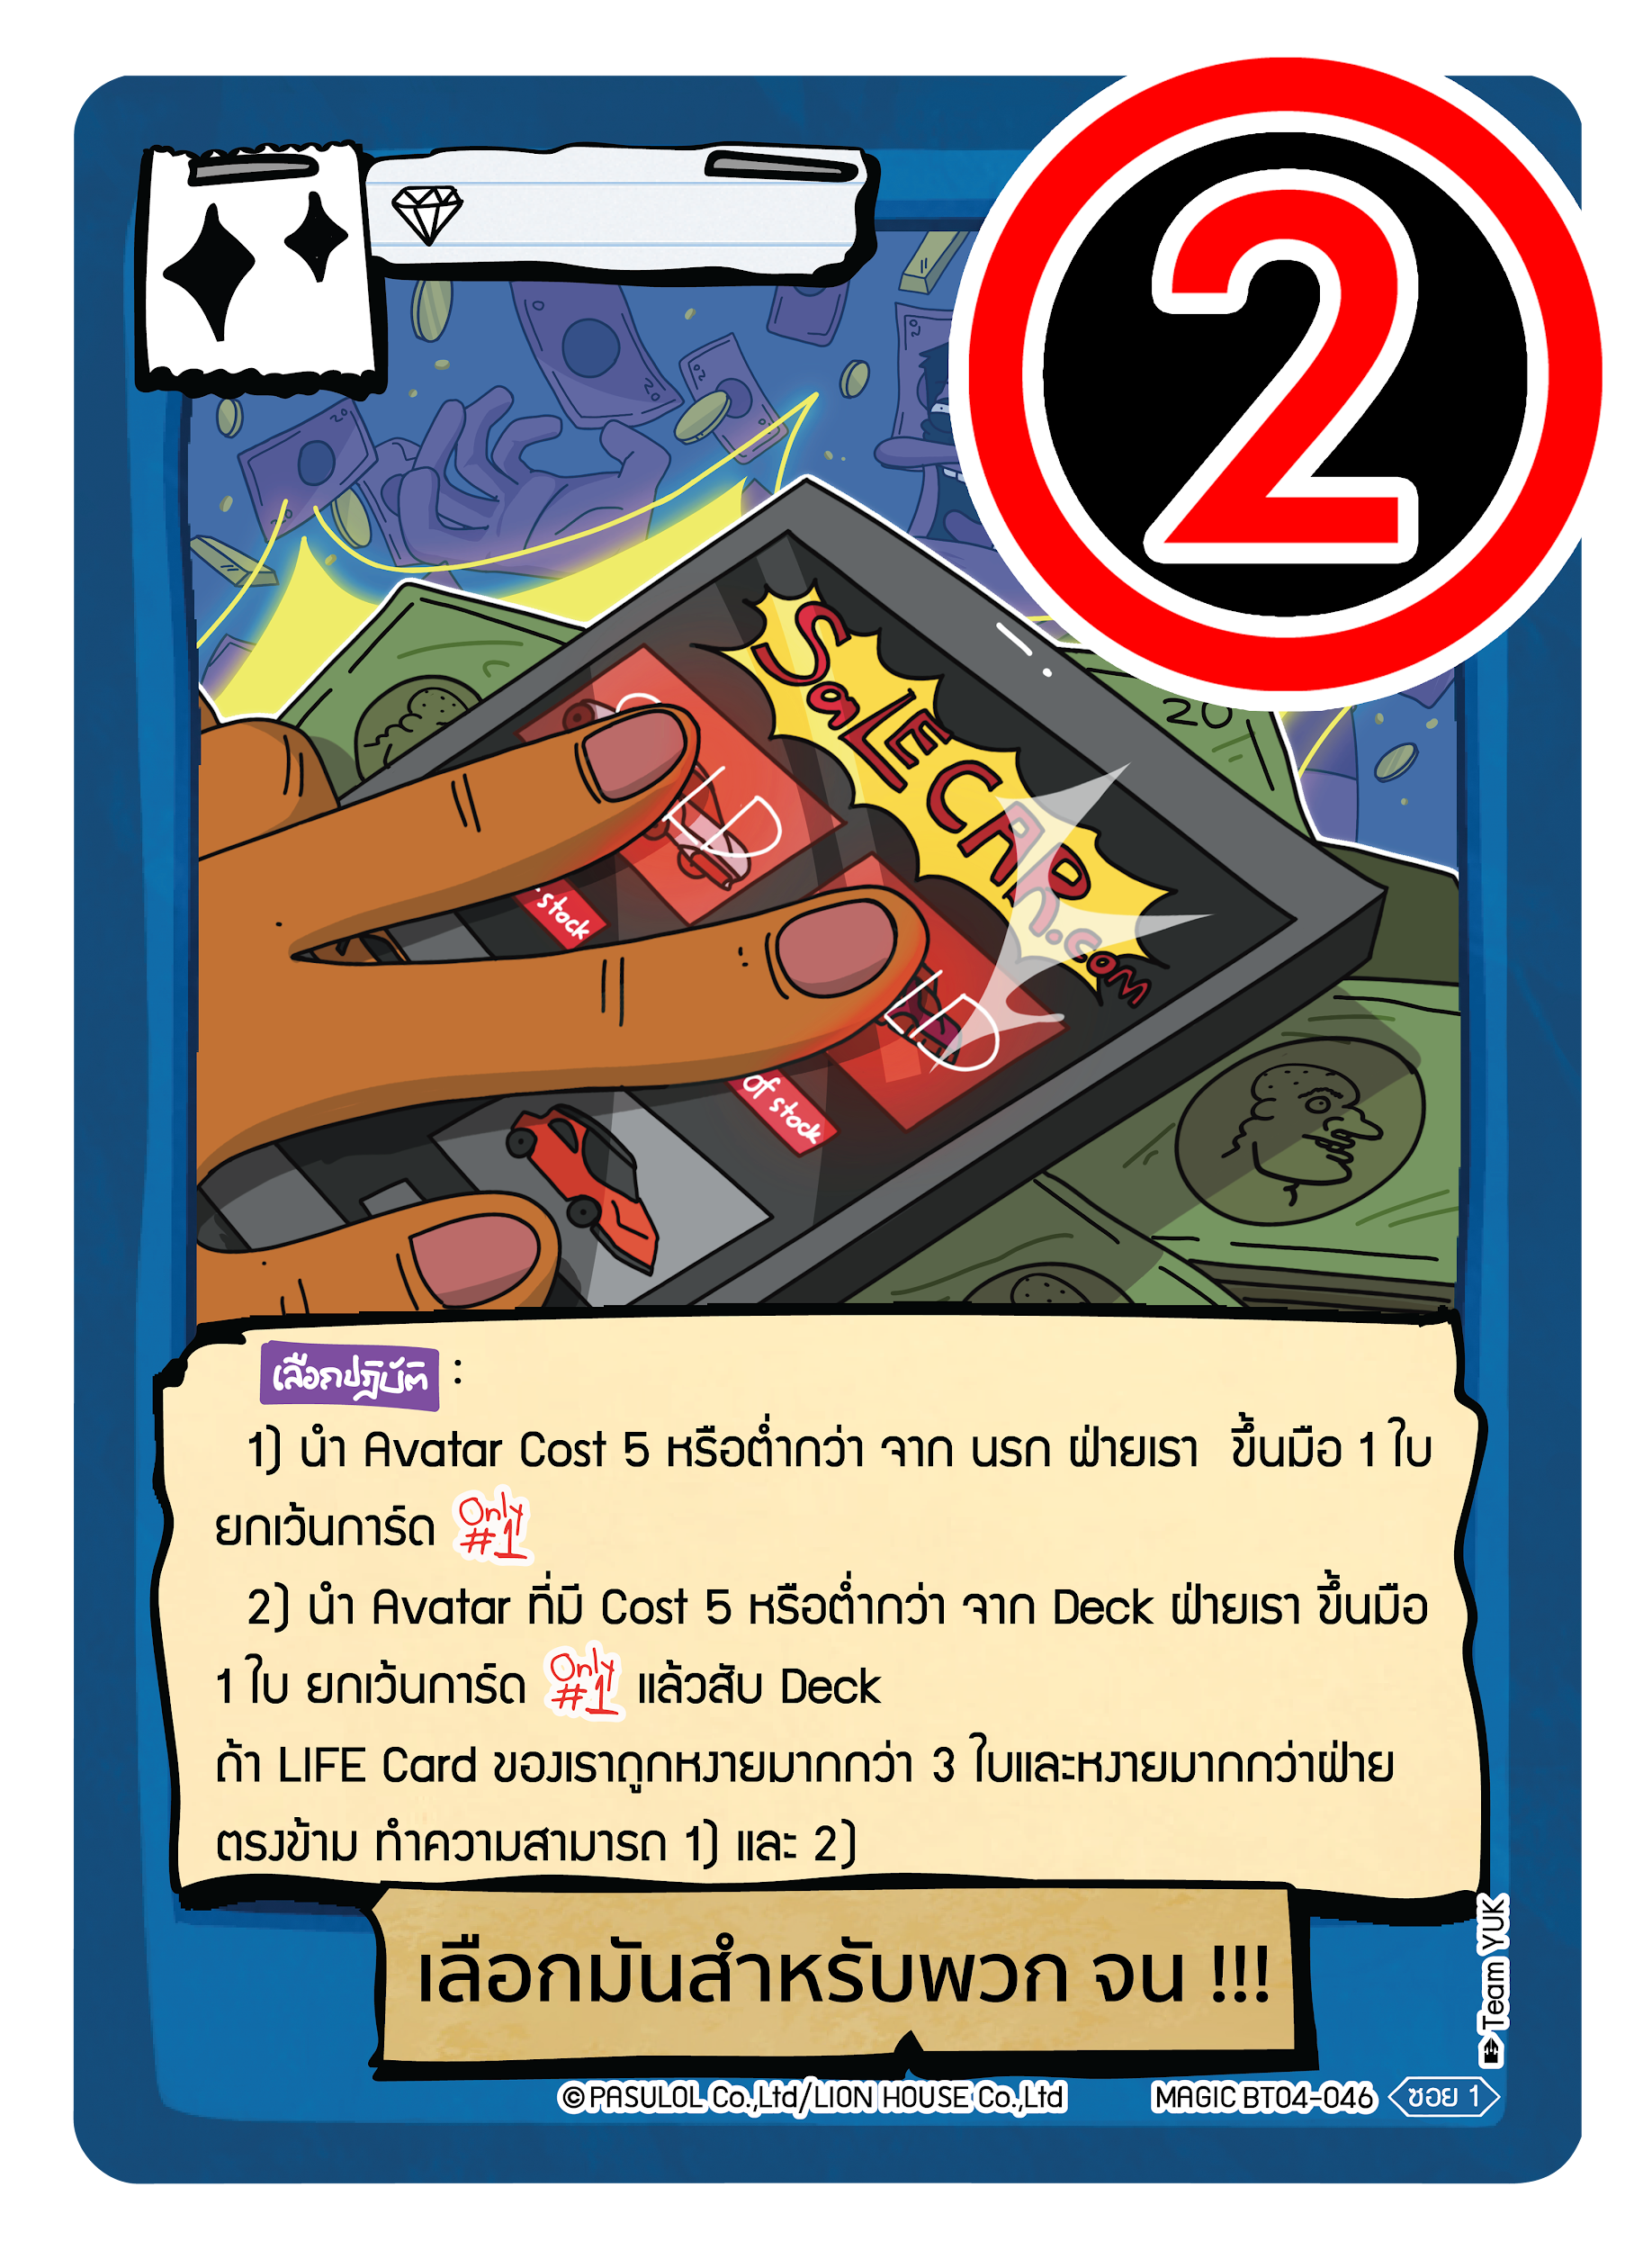 2
20
SaLE CAR.com
stock
LD
of stock
เลือกปฏิบัติ :
1) นำ Avatar Cost 5 หรือต่ำกว่า จาก นรก ฝ่ายเรา ขึ้นมือ 1 ใบ
ยกเว้นการ์ด Only #1
2) นำ Avatar ที่มี Cost 5 หรือต่ำกว่า จาก Deck ฝ่ายเรา ขึ้นมือ
1 ใบ ยกเว้นการ์ด Only #1 แล้วสับ Deck
ถ้า LIFE Card ของเราถูกหงายมากกว่า 3 ใบและหงายมากกว่าฝ่าย
ตรงข้าม ทำความสามารถ 1) และ 2)
เลือกมันสำหรับพวก จน !!!
Team YUK
© PASULOL Co.,Ltd/LION HOUSE Co.,Ltd
MAGIC BT04-046 ซอย 1